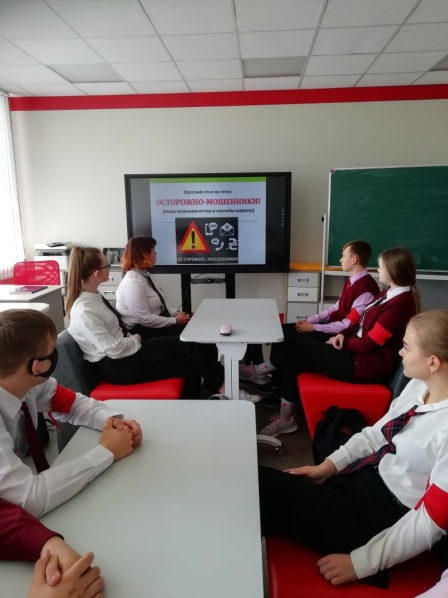 Круглый стол на тему:
ОСТОРОЖНО-МОШЕННИКИ!
(виды мошенничества и способы защиты)
ОСТОРОЖНО, МОШЕННИКИ!